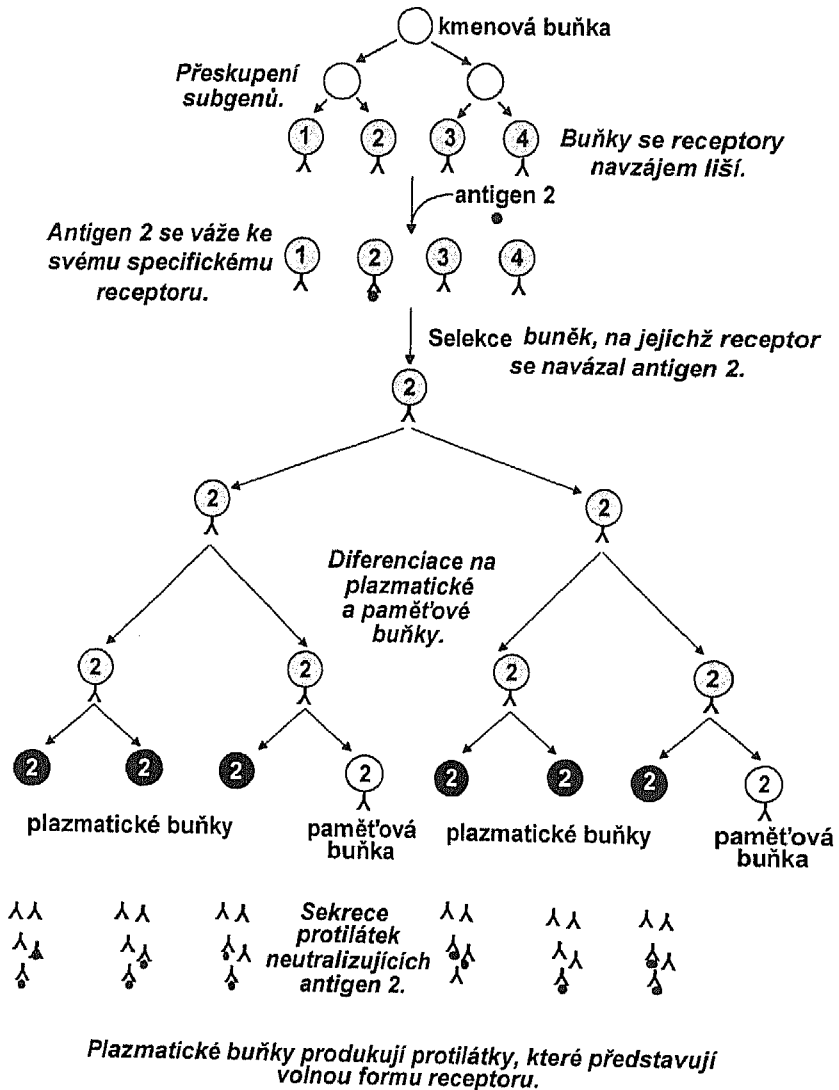 kmenová buňka
Přeskupení
subgenů.
1 2 3 4
Buňky se receptory
navzájem liší.
antigen 2
Antigen 2 se váže ke
svému specifickému
receptoru.
1 2 3 4
Selekce buněk, na jejichž receptor
se navázal antigen 2.
2
2 2
Diferenciace na
plazmatické
a paměťové
buňky.
2 2 2 2
2 2 2 2 2 2 2 2
plazmatické buňky
paměťová
buňka
plazmatické buňky
paměťová
buňka
Sekrece
protilátek
neutralizujících
antigen 2.
Plazmatické buňky produkují protilátky, které představují
volnou formu receptoru.